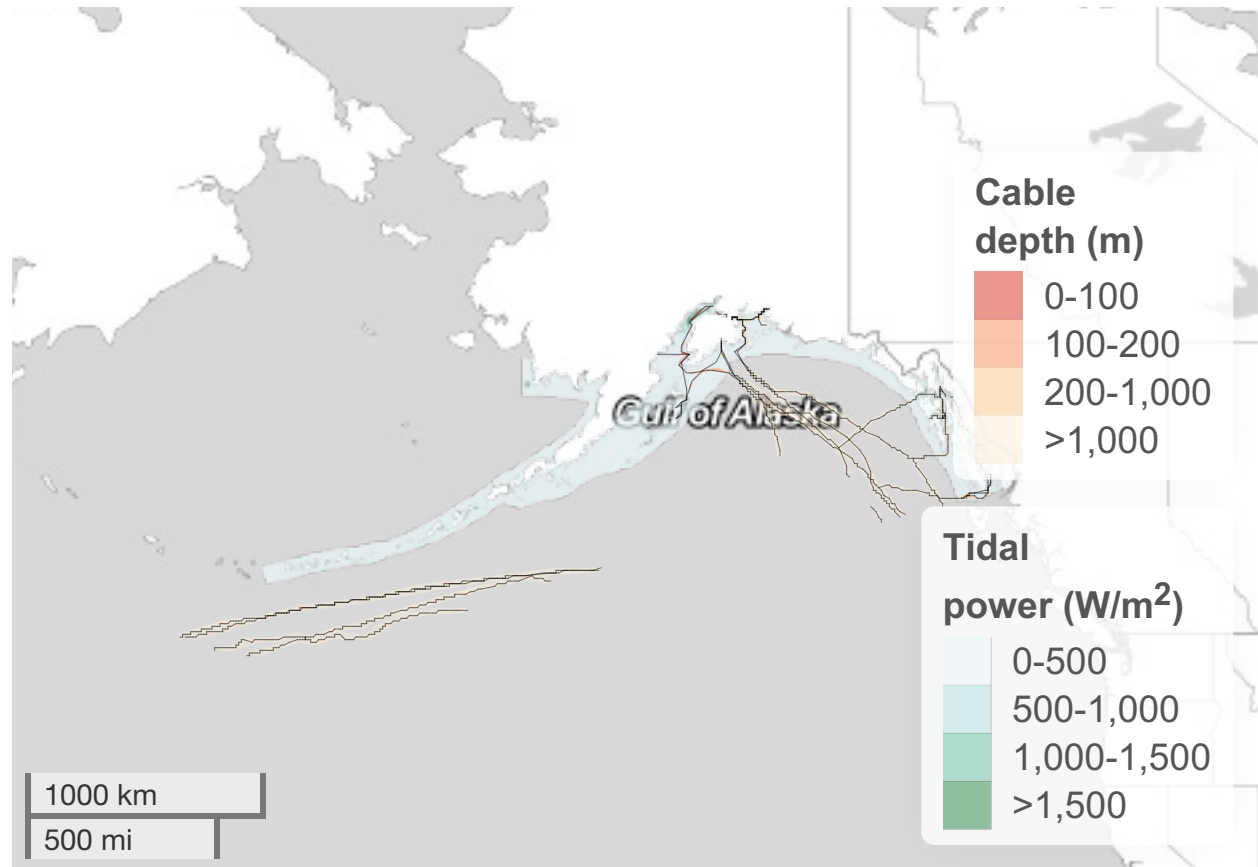 Gulf of Alaska
Cable
depth (m)
0-100
100-200
200-1,000
>1,000
Tidal
power (W/m²)
0-500
500-1,000
1,000-1,500
>1,500
1000 km
500 mi